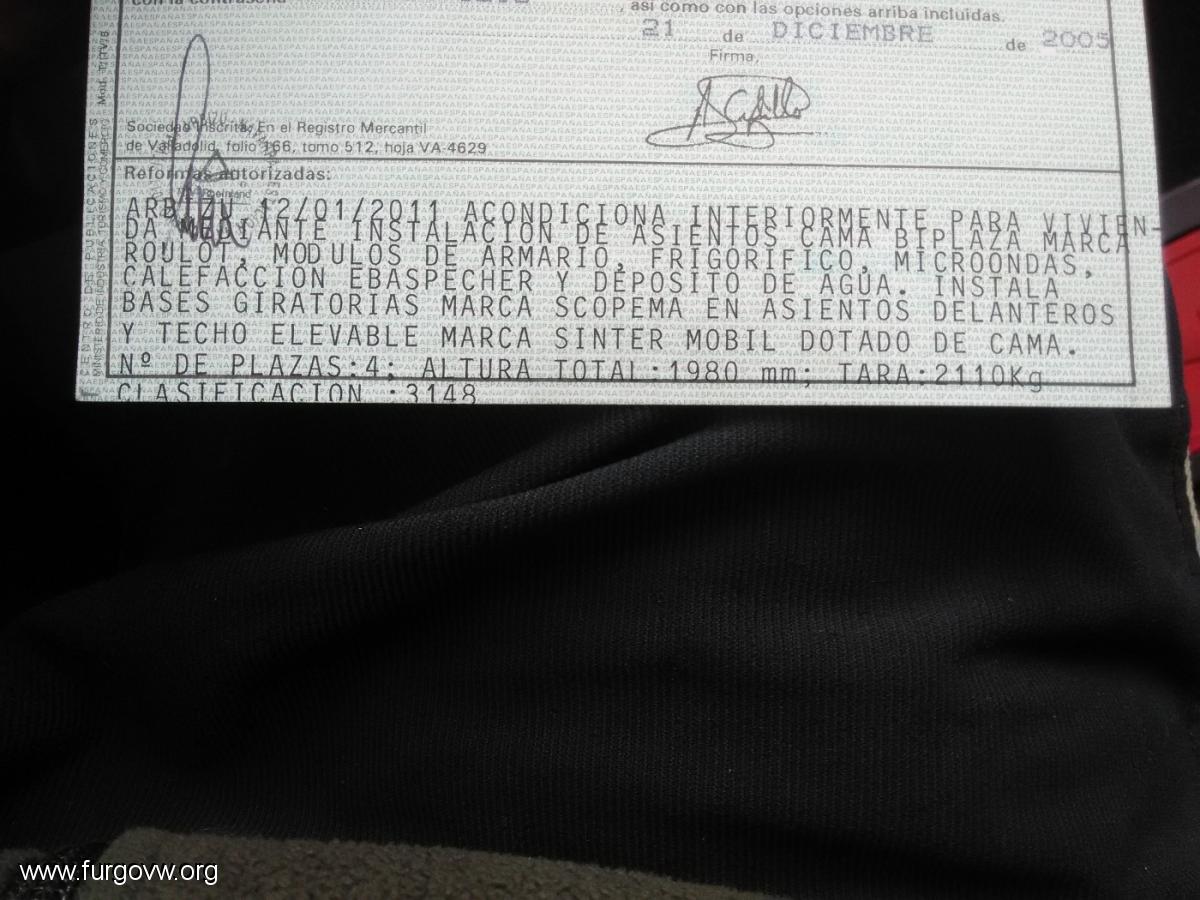 con la contraseña
, así como con las opciones arriba incluidas.
21 de DICIEMBRE de 2005
Firma,
Sociedad Inscrita, En el Registro Mercantil
de Valladolid, folio 166, tomo 512, hoja VA-4629
Reformas autorizadas:
12/01/2011 ACONDICIONA INTERIORMENTE PARA VIVIEN-
DA MEDIANTE INSTALACION DE ASIENTOS CAMA BIPLAZA MARCA
ROULOT, MODULOS DE ARMARIO, FRIGORIFICO, MICROONDAS,
CALEFACCION EBASPECHER Y DEPOSITO DE AGUA. INSTALA
BASES GIRATORIAS MARCA SCOPEMA EN ASIENTOS DELANTEROS
Y TECHO ELEVABLE MARCA SINTER MOBIL DOTADO DE CAMA.
Nº DE PLAZAS:4; ALTURA TOTAL:1980 mm; TARA:2110Kg
CLASIFICACION :3148
www.furgovw.org